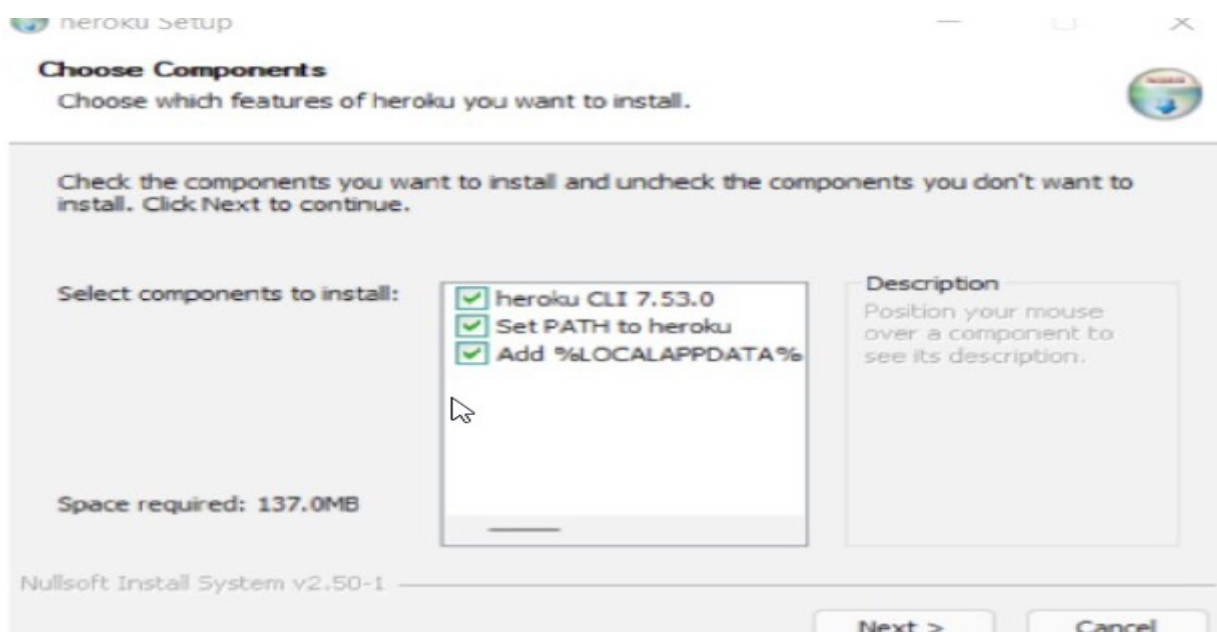 heroku Setup
Choose Components
Choose which features of heroku you want to install.
Check the components you want to install and uncheck the components you don't want to
install. Click Next to continue.
Select components to install:
heroku CLI 7.53.0
Set PATH to heroku
Add %LOCALAPPDATA%
Description
Position your mouse
over a component to
see its description.
Space required: 137.0MB
Nullsoft Install System v2.50-1
Next >
Cancel